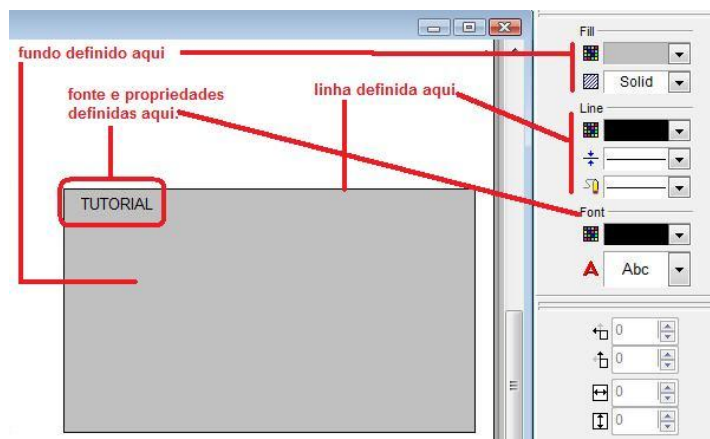 fundo definido aqui
fonte e propriedades
definidas aqui.
linha definida aqui
TUTORIAL
Fill
Solid
Line
Font
Abc
0
0
0
0